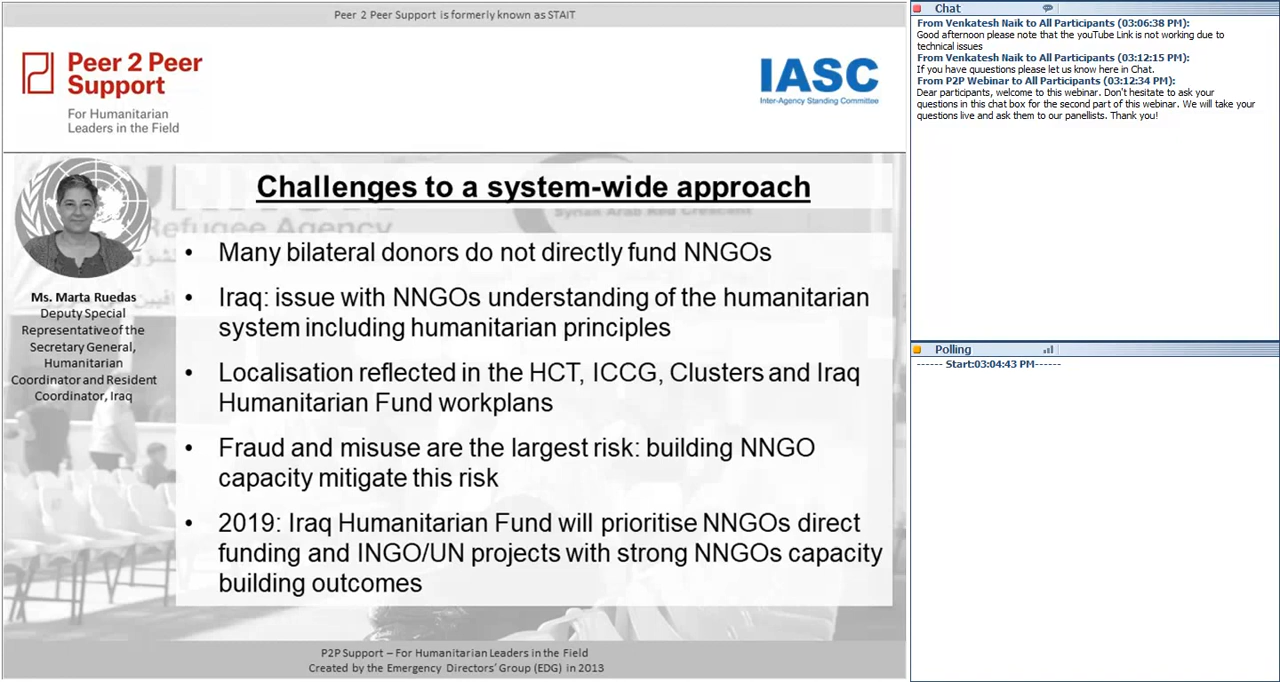 Peer 2 Peer Support is formerly known as STAIT
Peer 2 Peer
Support
For Humanitarian
Leaders in the Field
IASC
Inter-Agency Standing Committee
Challenges to a system-wide approach
Refugee Agency
Syrian Arab Red Crescent
Ms. Marta Ruedas
Deputy Special
Representative of the
Secretary General,
Humanitarian
Coordinator and Resident
Coordinator, Iraq
• Many bilateral donors do not directly fund NNGOs
• Iraq: issue with NNGOs understanding of the humanitarian
system including humanitarian principles
• Localisation reflected in the HCT, ICCG, Clusters and Iraq
Humanitarian Fund workplans
• Fraud and misuse are the largest risk: building NNGO
capacity mitigate this risk
• 2019: Iraq Humanitarian Fund will prioritise NNGOs direct
funding and INGO/UN projects with strong NNGOs capacity
building outcomes
P2P Support – For Humanitarian Leaders in the Field
Created by the Emergency Directors' Group (EDG) in 2013
Chat
From Venkatesh Naik to All Participants (03:06:38 PM):
Good afternoon please note that the youTube Link is not working due to
technical issues
From Venkatesh Naik to All Participants (03:12:15 PM):
If you have quuestions please let us know here in Chat.
From P2P Webinar to All Participants (03:12:34 PM):
Dear participants, welcome to this webinar. Don't hesitate to ask your
questions in this chat box for the second part of this webinar. We will take your
questions live and ask them to our panellists. Thank you!
Polling
------ Start:03:04:43 PM------